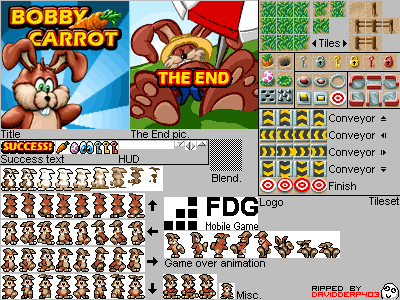 BOBBY
CARROT
THE END
Tiles
Title
The End pic.
Conveyor
Conveyor
Conveyor
Conveyor
Finish
SUCCESS!
Success text
HUD
Blend.
Logo
Tileset
FDG
Mobile Game
Game over animation
Misc.
RIPPED BY
DAVIDDERP403